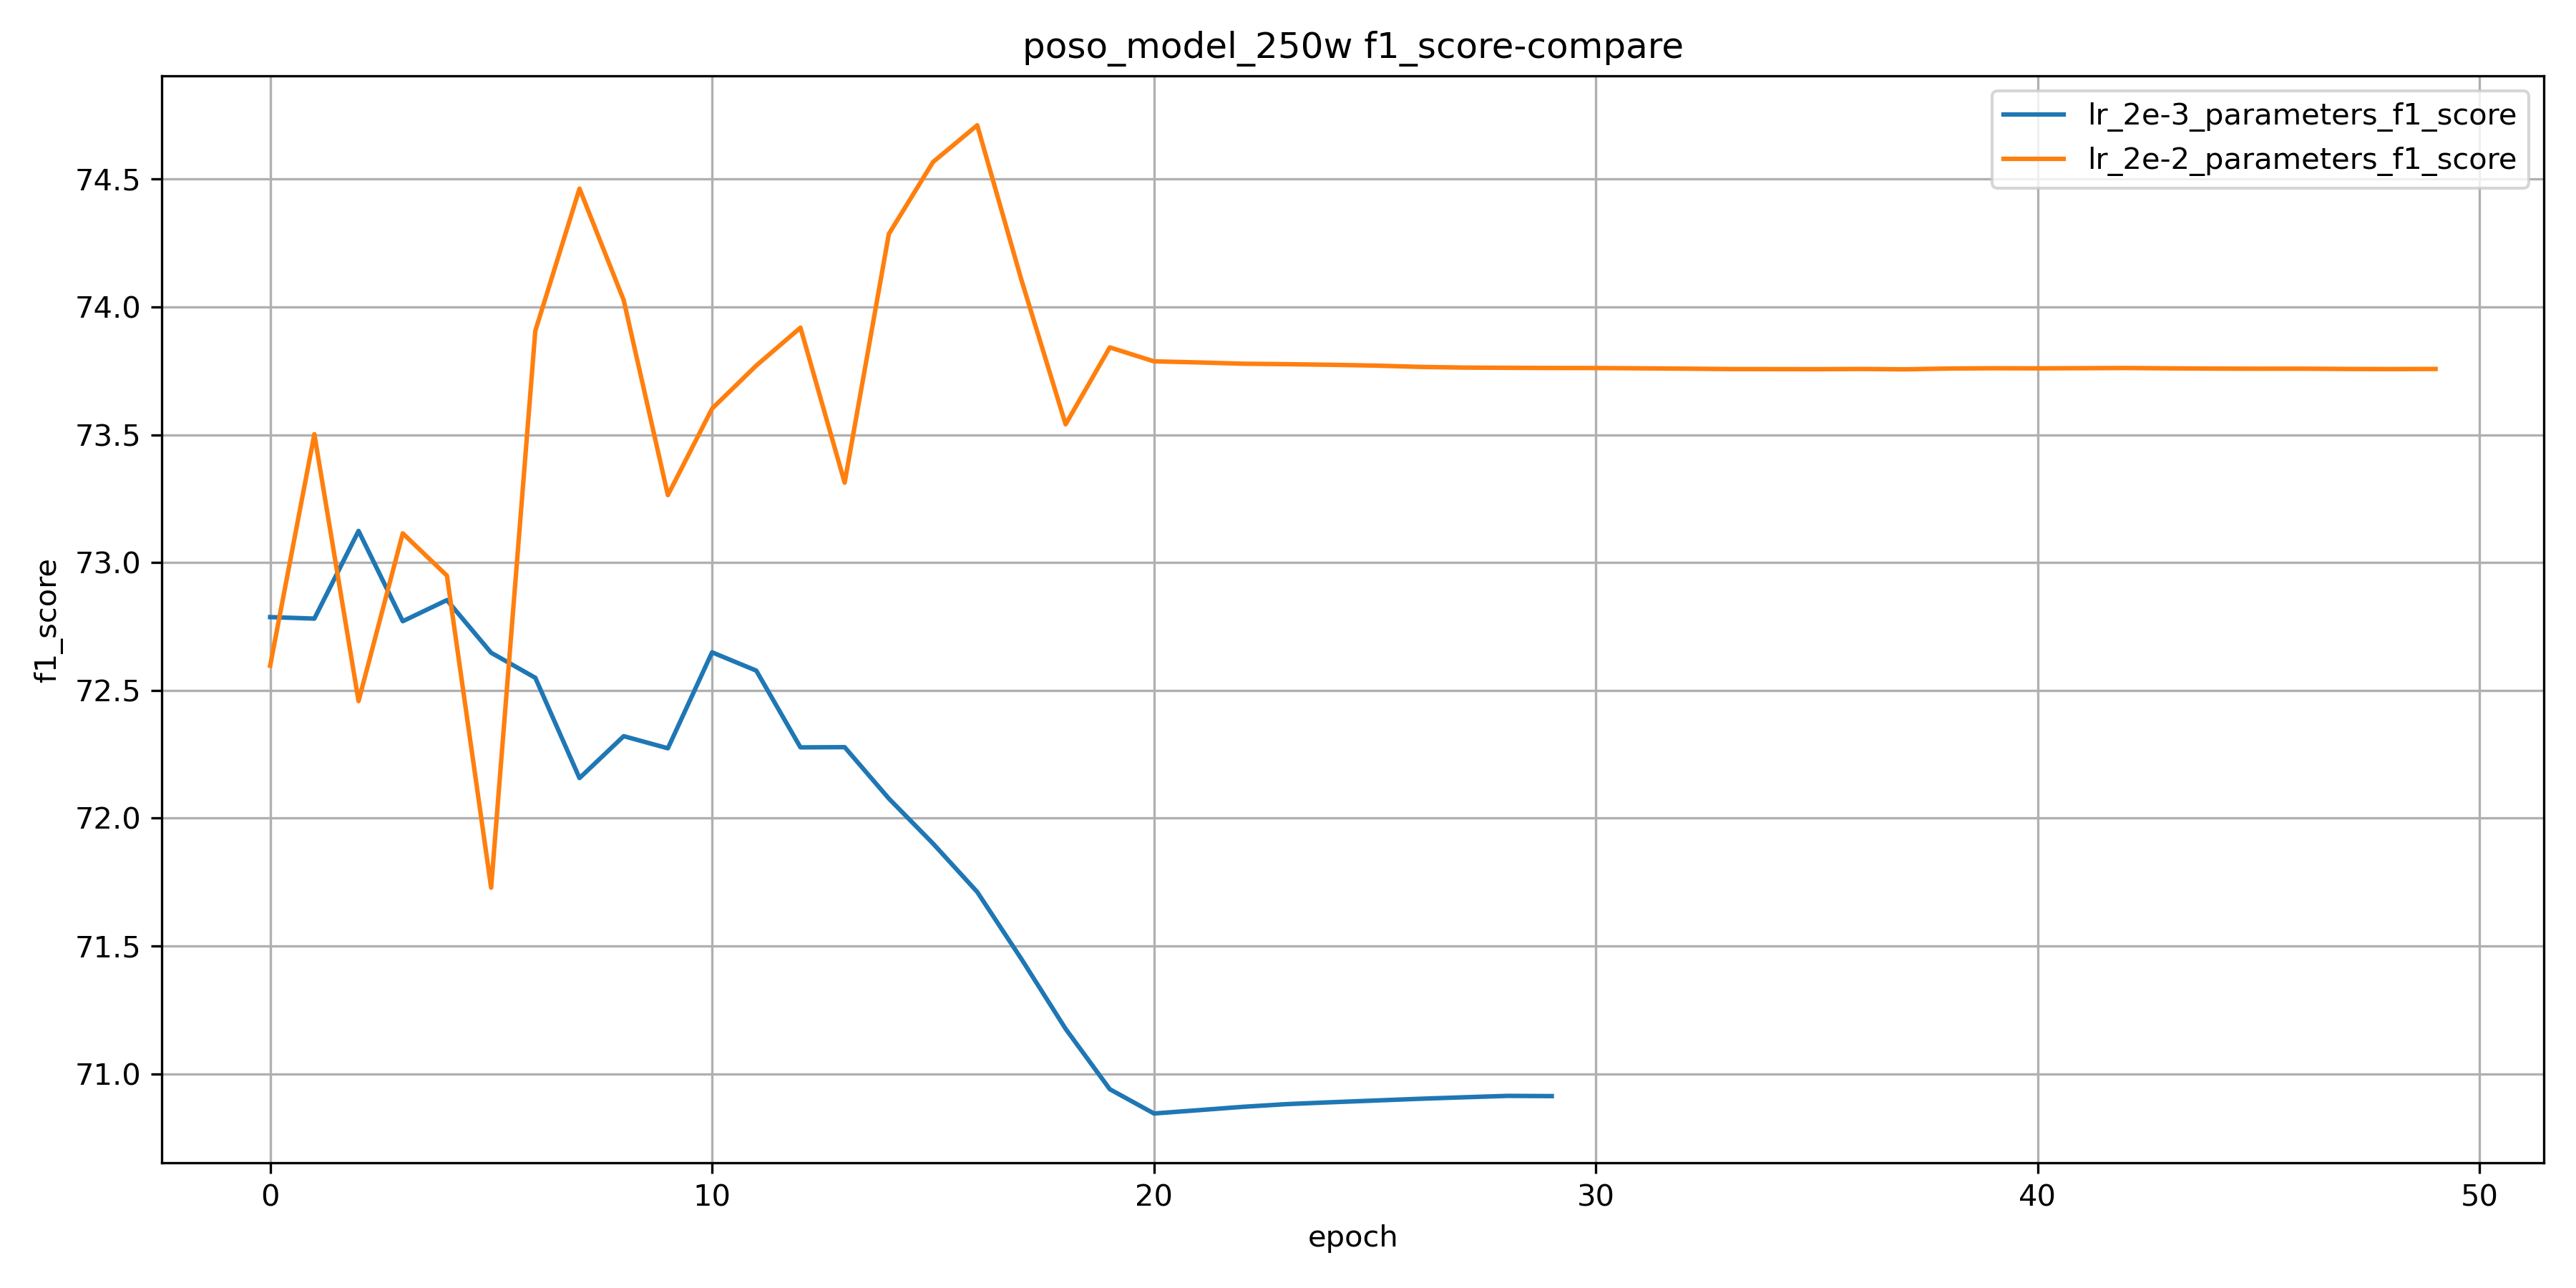 poso_model_250w f1_score-compare
lr_2e-3_parameters_f1_score
lr_2e-2_parameters_f1_score
74.5
74.0
73.5
73.0
72.5
72.0
71.5
71.0
f1_score
0 10 20 30 40 50
epoch